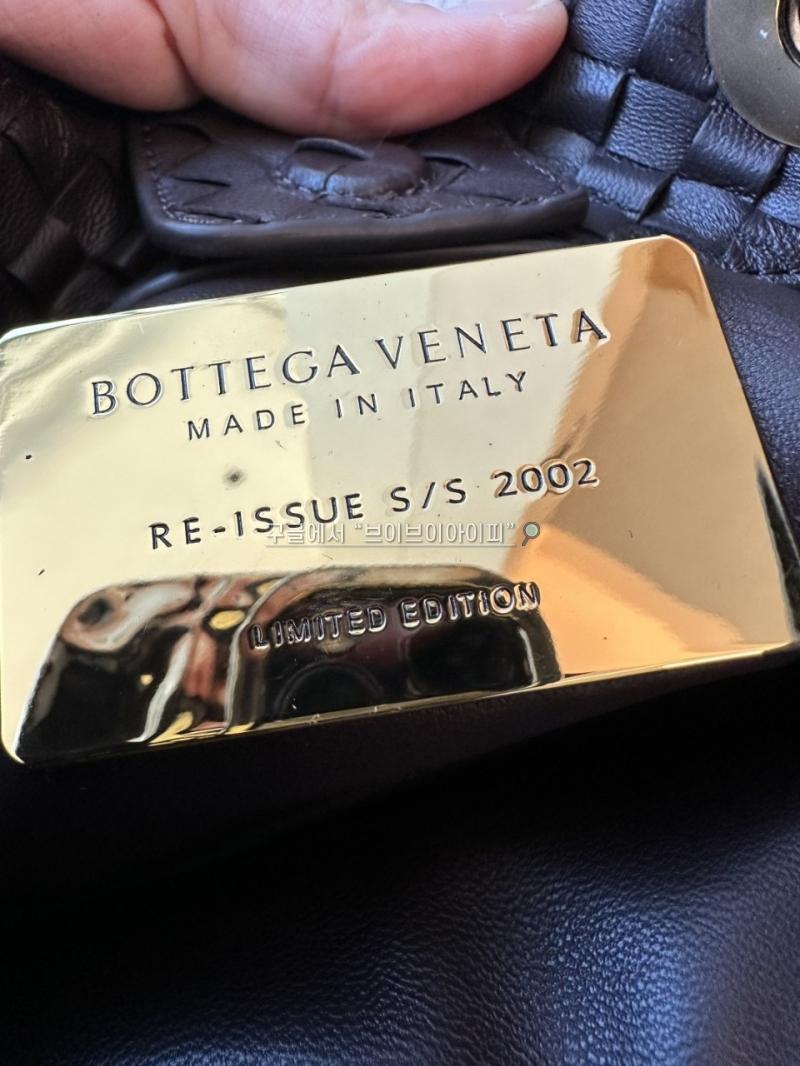 BOTTEGA VENETA
MADE IN ITALY
RE-ISSUE S/S 2002
구글에서 "브이브이아이피"
LIMITED EDITION